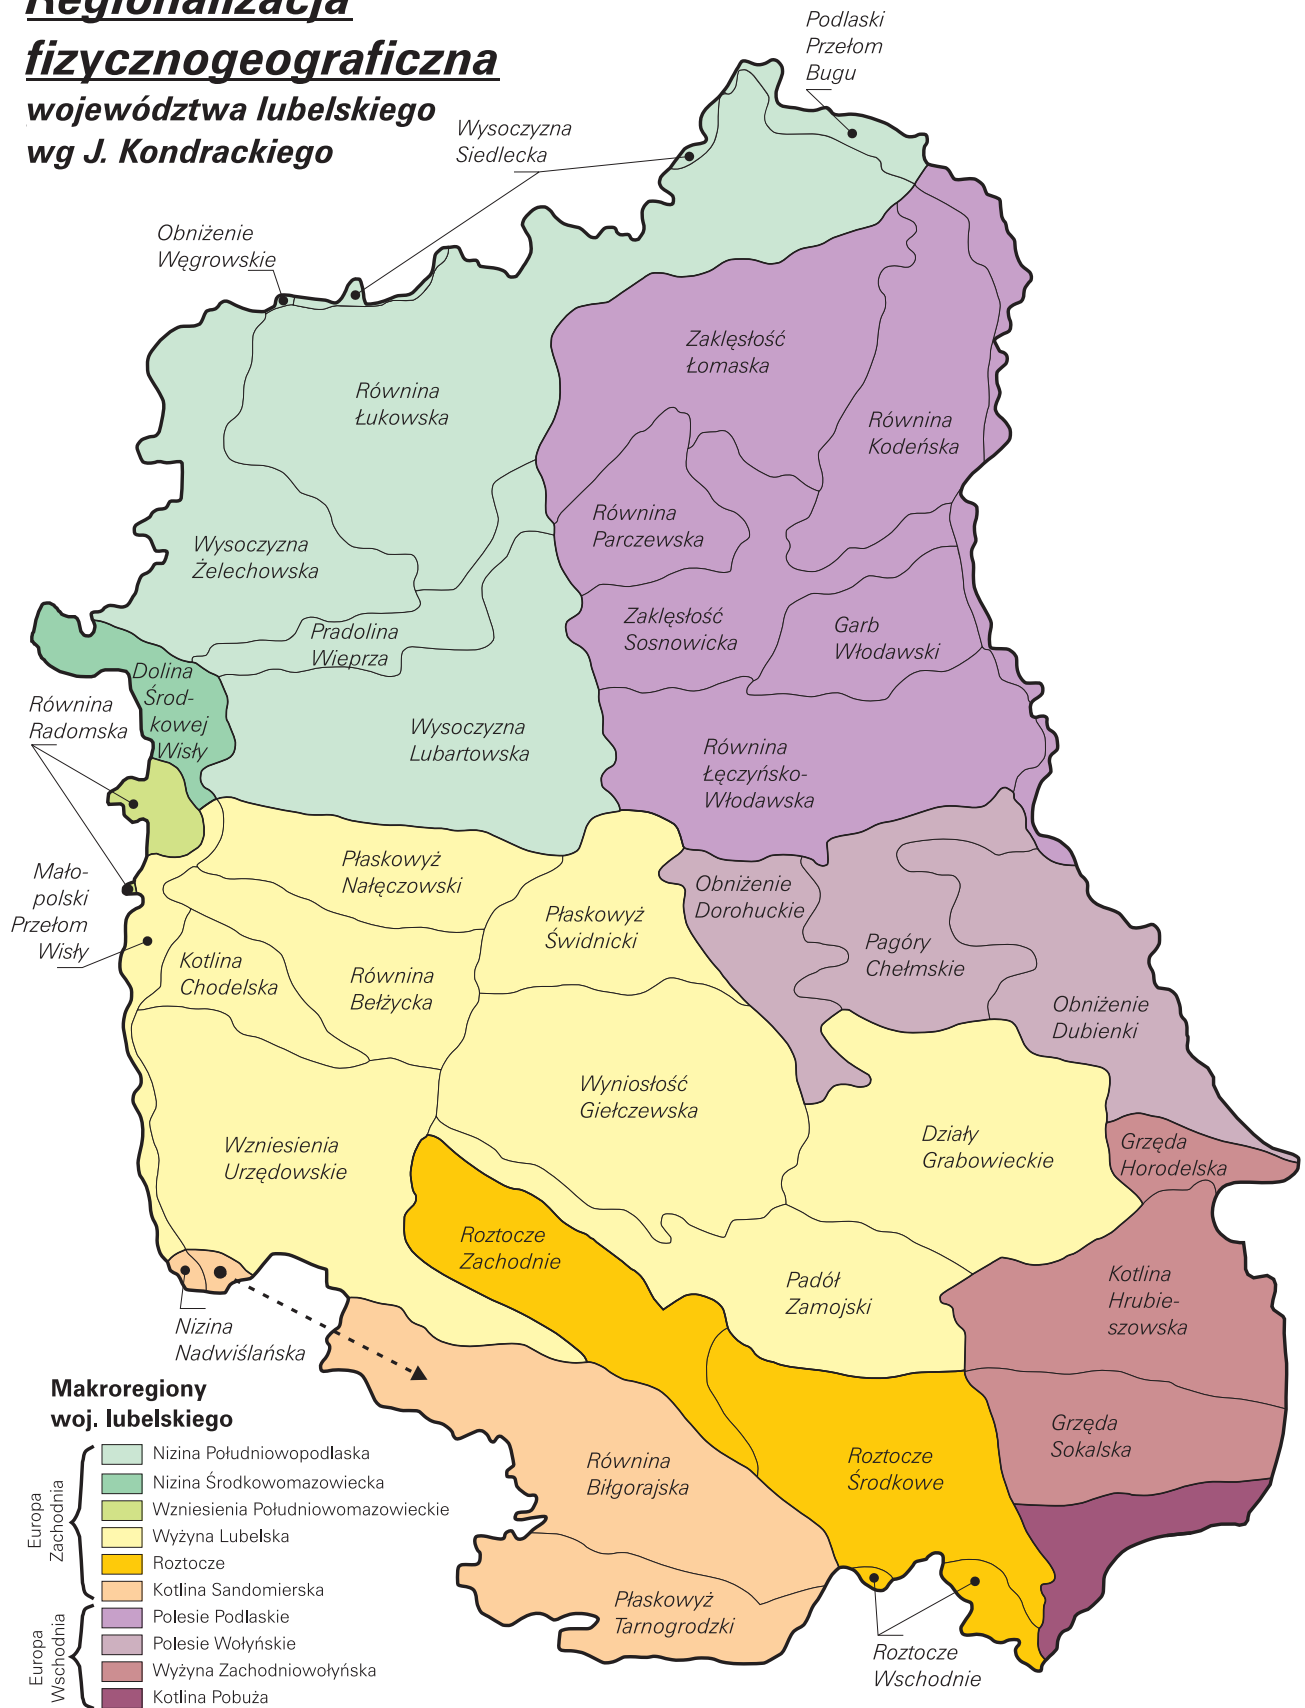 Regionalizacja
fizycznogeograficzna
województwa lubelskiego
wg J. Kondrackiego
Podlaski
Przełom
Bugu
Wysoczyzna
Siedlecka
Obniżenie
Węgrowskie
Zaklęsłość
Łomaska
Równina
Łukowska
Równina
Kodeńska
Równina
Parczewska
Wysoczyzna
Żelechowska
Zaklęsłość
Sosnowicka
Garb
Włodawski
Pradolina
Wieprza
Dolina
Środ-
kowej
Wisły
Równina
Radomska
Wysoczyzna
Lubartowska
Równina
Łęczyńsko-
Włodawska
Mało-
polski
Przełom
Wisły
Płaskowyż
Nałęczowski
Obniżenie
Dorohuckie
Płaskowyż
Świdnicki
Pagóry
Chełmskie
Kotlina
Chodelska
Równina
Bełżycka
Obniżenie
Dubienki
Wyniosłość
Giełczewska
Wzniesienia
Urzędowskie
Działy
Grabowieckie
Grzęda
Horodelska
Roztocze
Zachodnie
Padół
Zamojski
Kotlina
Hrubie-
szowska
Nizina
Nadwiślańska
Grzęda
Sokalska
Równina
Biłgorajska
Roztocze
Środkowe
Płaskowyż
Tarnogrodzki
Roztocze
Wschodnie
Makroregiony
woj. lubelskiego
Europa
Zachodnia
Nizina Południowopodlaska
Nizina Środkowomazowiecka
Wzniesienia Południowomazowieckie
Wyżyna Lubelska
Roztocze
Kotlina Sandomierska
Europa
Wschodnia
Polesie Podlaskie
Polesie Wołyńskie
Wyżyna Zachodniowołyńska
Kotlina Pobuża